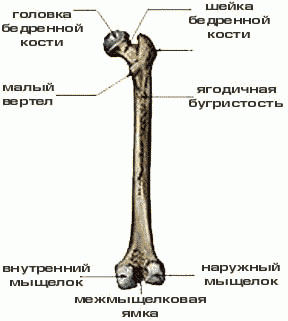 головка
бедренной
кости
шейка
бедренной
кости
малый
вертел
ягодичная
бугристость
внутренний
мыщелок
наружный
мыщелок
межмыщелковая
ямка